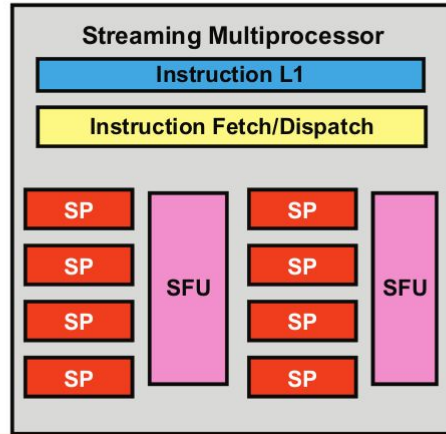 Streaming Multiprocessor
Instruction L1
Instruction Fetch/Dispatch
SP
SP
SP
SP
SFU
SP
SP
SP
SP
SFU